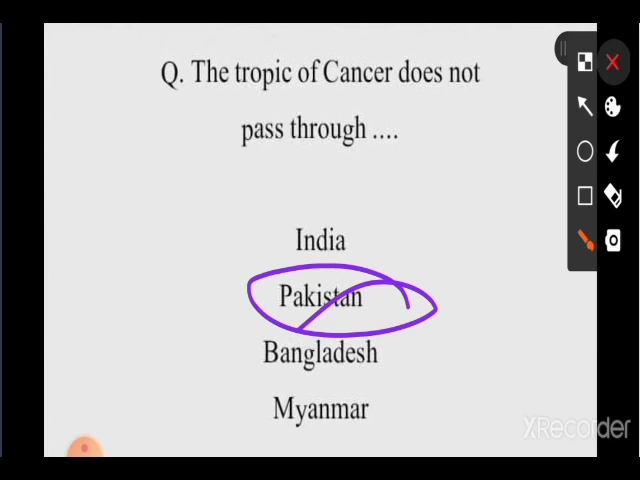 Q. The tropic of Cancer does not
pass through ....
India
Pakistan
Bangladesh
Myanmar
XRecorder